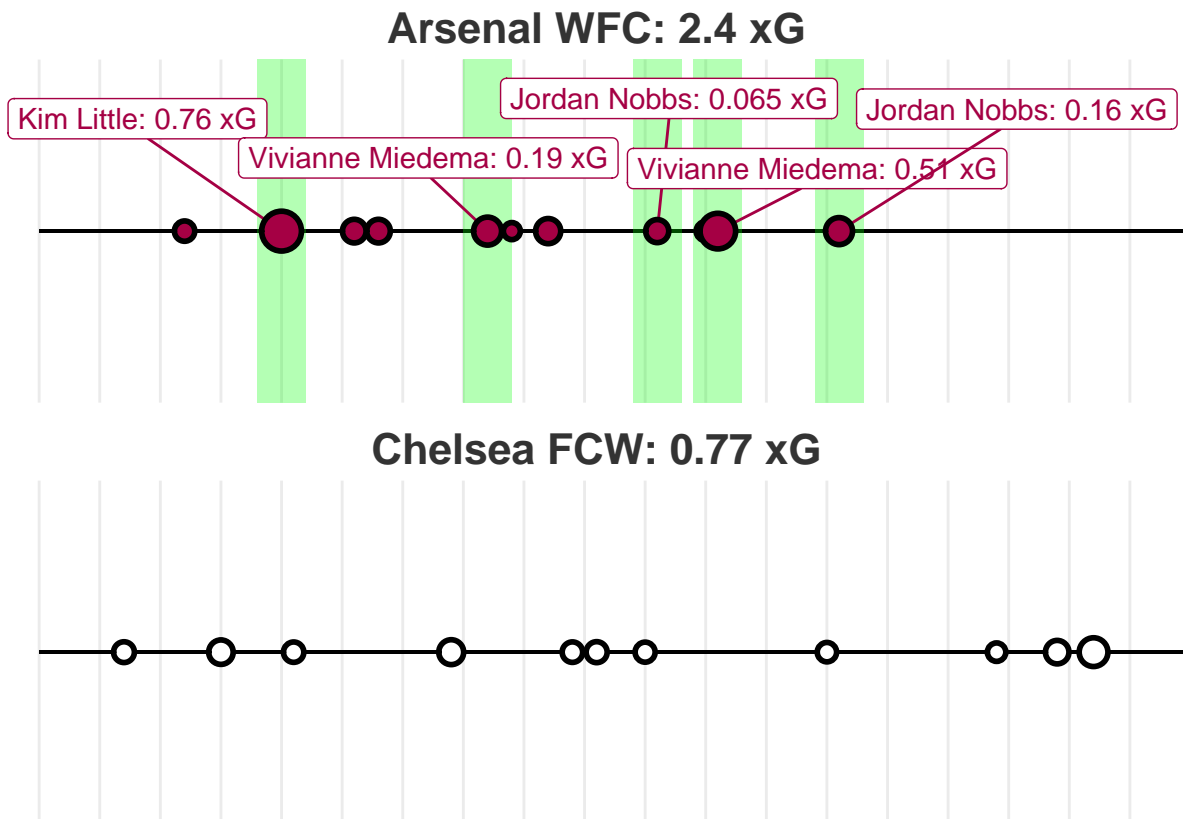 Arsenal WFC: 2.4 xG
Jordan Nobbs: 0.065 xG
Jordan Nobbs: 0.16 xG
Kim Little: 0.76 xG
Vivianne Miedema: 0.19 xG
Vivianne Miedema: 0.51 xG
Chelsea FCW: 0.77 xG